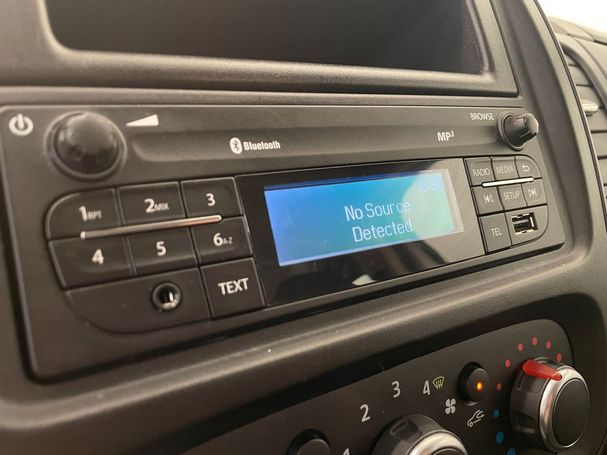 BROWSE
Bluetooth
MP3
RADIO MEDIA
1RPT 2MIX 3
No Source
SETUP
4 5 6A-Z
Detected
TEL
TEXT
1 2 3 4